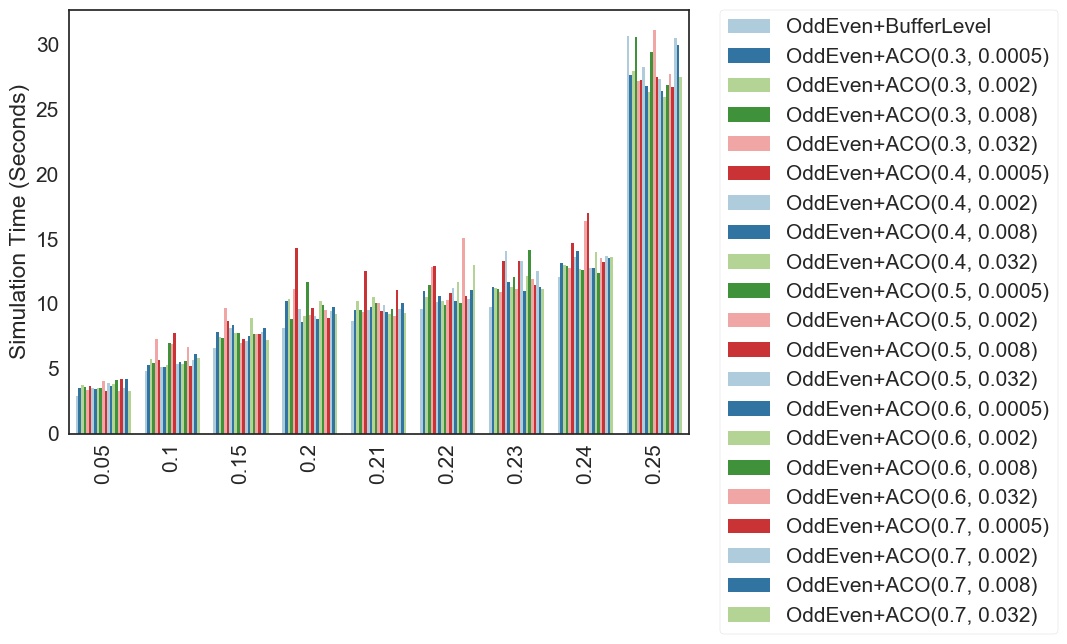 Simulation Time (Seconds)
30
25
20
15
10
5
0
0.05
0.1
0.15
0.2
0.21
0.22
0.23
0.24
0.25
OddEven+BufferLevel
OddEven+ACO(0.3, 0.0005)
OddEven+ACO(0.3, 0.002)
OddEven+ACO(0.3, 0.008)
OddEven+ACO(0.3, 0.032)
OddEven+ACO(0.4, 0.0005)
OddEven+ACO(0.4, 0.002)
OddEven+ACO(0.4, 0.008)
OddEven+ACO(0.4, 0.032)
OddEven+ACO(0.5, 0.0005)
OddEven+ACO(0.5, 0.002)
OddEven+ACO(0.5, 0.008)
OddEven+ACO(0.5, 0.032)
OddEven+ACO(0.6, 0.0005)
OddEven+ACO(0.6, 0.002)
OddEven+ACO(0.6, 0.008)
OddEven+ACO(0.6, 0.032)
OddEven+ACO(0.7, 0.0005)
OddEven+ACO(0.7, 0.002)
OddEven+ACO(0.7, 0.008)
OddEven+ACO(0.7, 0.032)